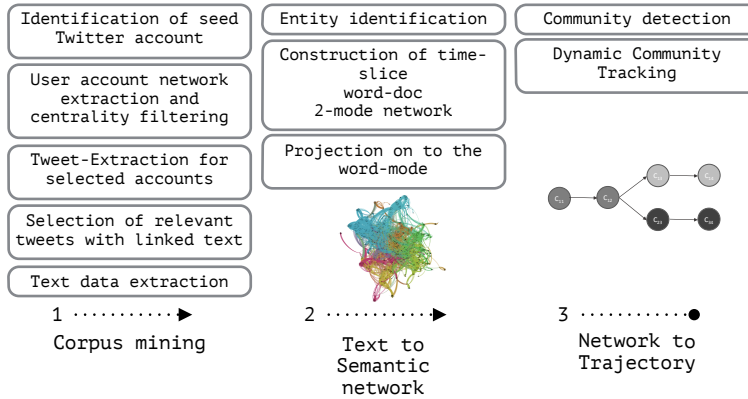 Identification of seed
Twitter account
User account network
extraction and
centrality filtering
Tweet-Extraction for
selected accounts
Selection of relevant
tweets with linked text
Text data extraction
1
Corpus mining
Entity identification
Construction of time-
slice
word-doc
2-mode network
Projection on to the
word-mode
2
Text to
Semantic
network
Community detection
Dynamic Community
Tracking
3
Network to
Trajectory